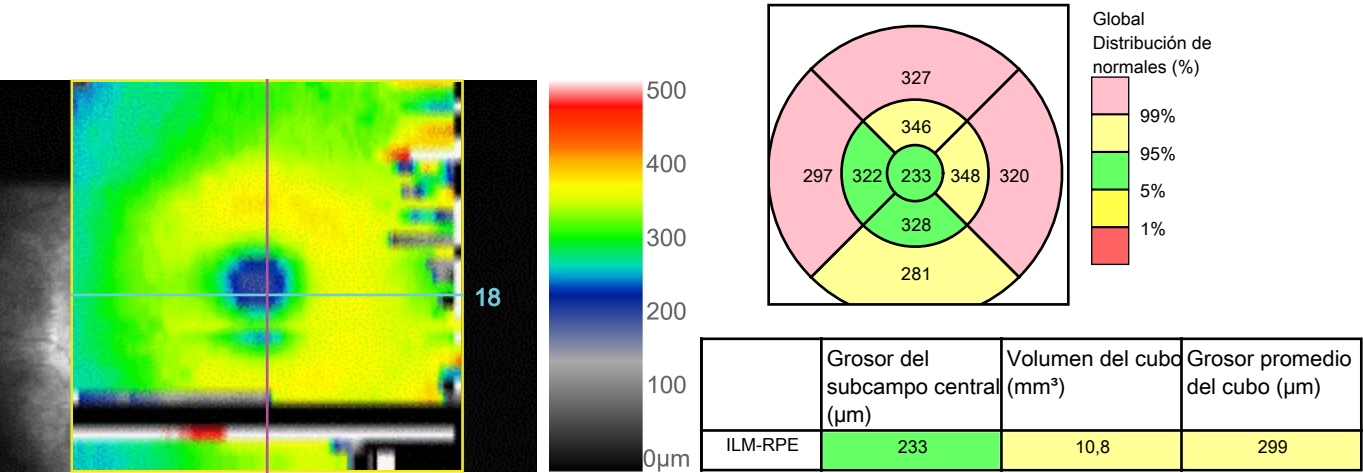 500
400
300
200
100
0μm
18
327
346
297 322 233 348 320
328
281
Global
Distribución de
normales (%)
99%
95%
5%
1%
Grosor del
subcampo central
(μm)
Volumen del cubo
(mm³)
Grosor promedio
del cubo (μm)
ILM-RPE 233 10,8 299